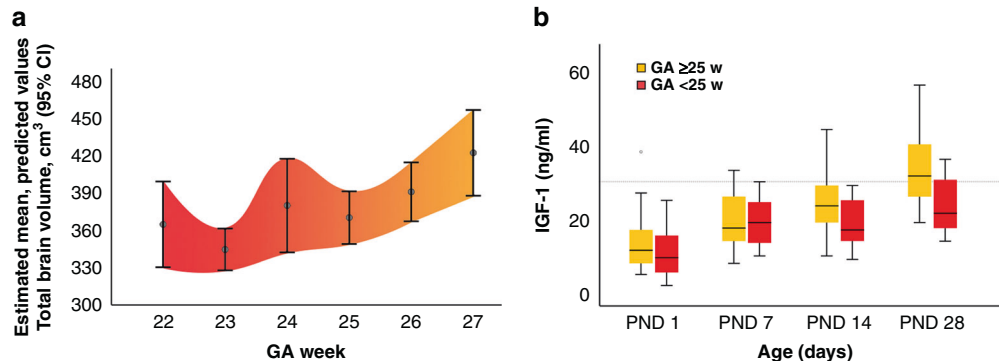 a
Estimated mean, predicted values
Total brain volume, cm³ (95% CI)
480
450
420
390
360
330
300
22 23 24 25 26 27
GA week
b
IGF-1 (ng/ml)
60
40
20
0
GA ≥25 w
GA <25 w
PND 1 PND 7 PND 14 PND 28
Age (days)